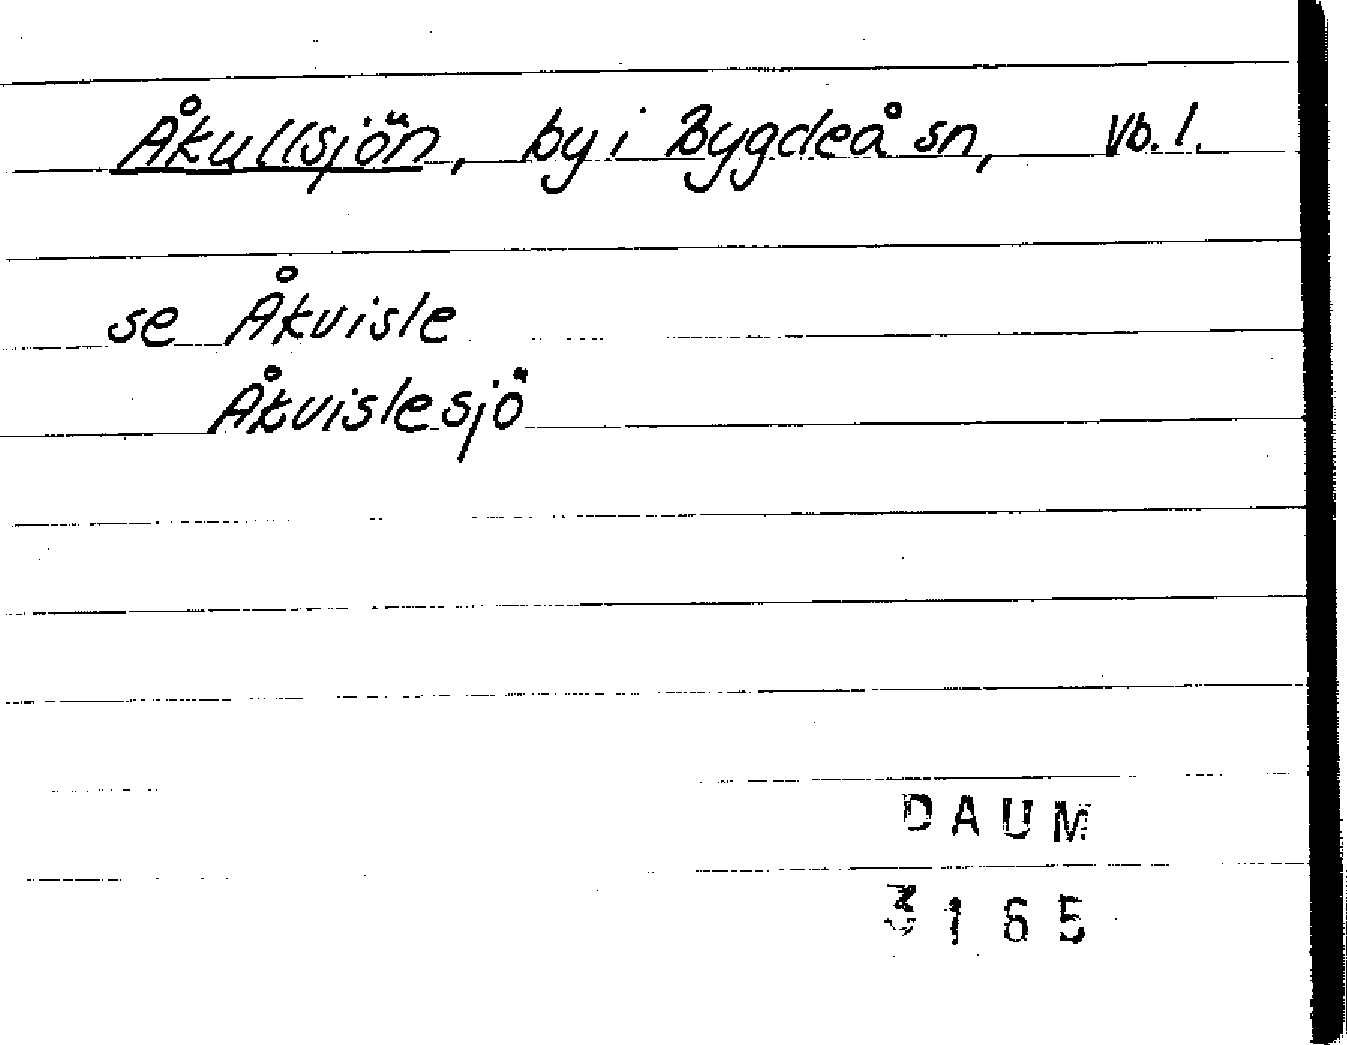 Åkullsjön, by i Bygdeå sn, Vb. l.
se Åkvisle
Åkvislesjö
DAUM
3165